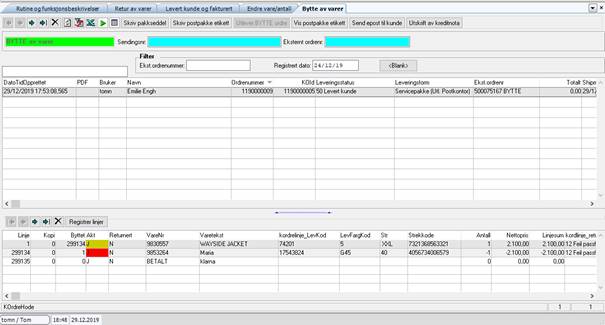 Rutine og funksjonsbeskrivelser Retur av varer Levert kunde og fakturert Endre vare/antall Bytte av varer
Skriv pakkseddel Skriv postpakke etikett Utlever BYTTE ordre Vis postpakke etikett Send epost til kunde Utskrift av kreditnota
BYTTE av varer Sendingsnr: Eksternt ordrenr:
Filter
Ekst.ordrenummer: Registrert dato: 24/12/19 <Blank>
DatoTidOpprettet PDF Bruker Navn Ordrenummer KOId Leveringsstatus Leveringsform Ekst.ordrenr Totalt Shipe
29/12/2019 17:53:08,565 tomn Emilie Engh 1190000009 1190000005 50 Levert kunde Servicepakke (Utl. Postkontor) 500075167 BYTTE 0,00 29/1
Registrer linjer
Linje Kopi Byttet Akt Returnert VareNr Varetekst kordrelinje_LevKod LevFargKod Str Strekkode Antall Nettopris Linjesum kordlinje_retu
1 0 299134 J N 9830557 WAYSIDE JACKET 74201 5 XXL 7321368563321 1 2.100,00 2.100,00 12 Feil passf
299134 0 1 N 9853264 Maria 17543824 G45 40 4056734006579 -1 -2.100,00 -2.100,00 12 Feil passf
299135 0 0 J N BETALT klarna 0 0,00 0,00
KOrdreHode 1 1
tomn / Tom 18:48 29.12.2019